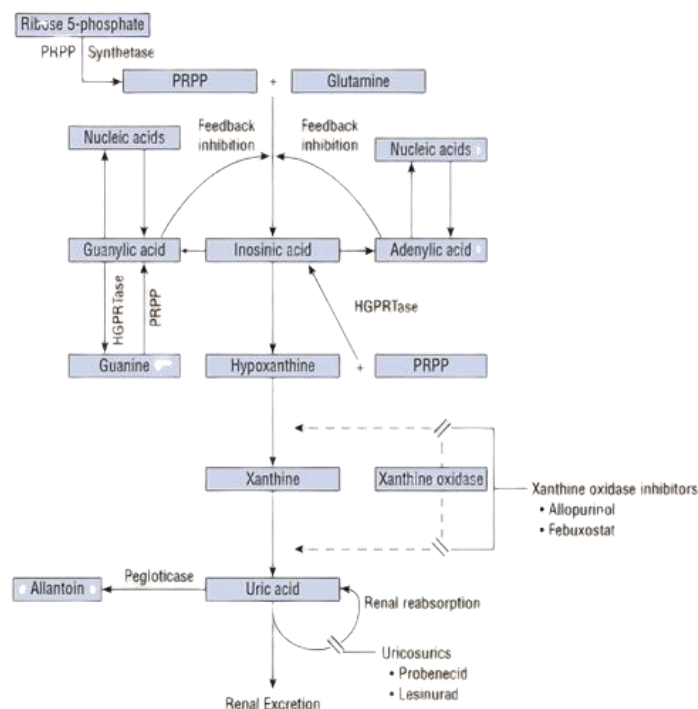 Ribose 5-phosphate
PRPP Synthetase
PRPP + Glutamine
Feedback
inhibition
Feedback
inhibition
Nucleic acids
Nucleic acids
Guanylic acid
Inosinic acid
Adenylic acid
HGPRTase
PRPP
HGPRTase
Guanine
Hypoxanthine + PRPP
Xanthine
Xanthine oxidase
Xanthine oxidase inhibitors
• Allopurinol
• Febuxostat
Pegloticase
Allantoin
Uric acid
Renal reabsorption
Uricosurics
• Probenecid
• Lesinurad
Renal Excretion